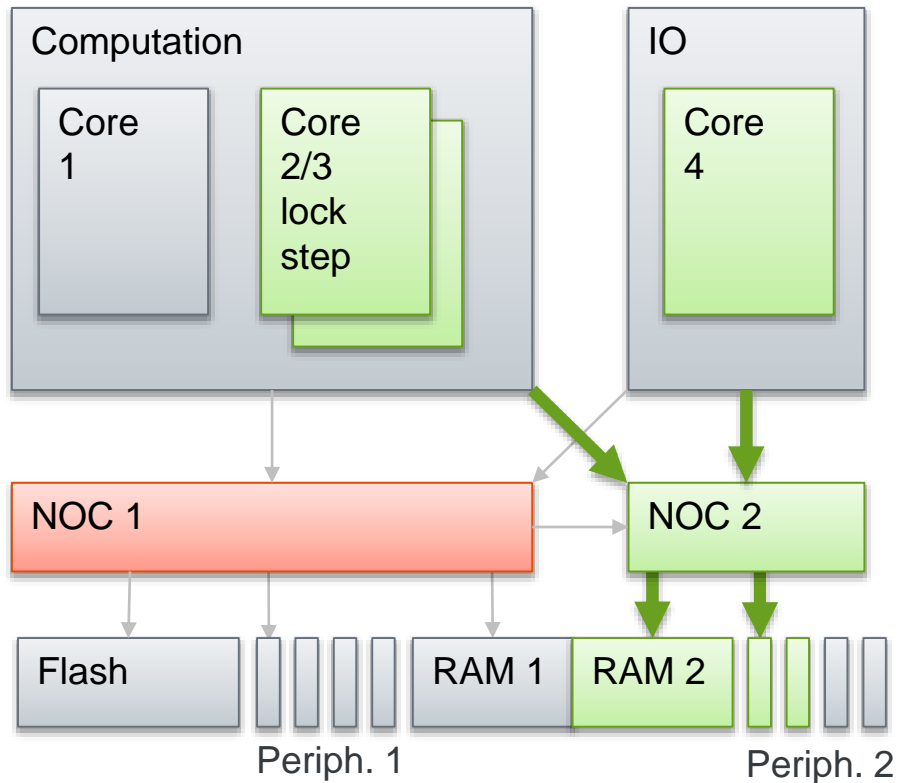 Computation
IO
Core
1
Core
2/3
lock
step
Core
4
NOC 1
NOC 2
Flash
RAM 1
RAM 2
Periph. 1
Periph. 2